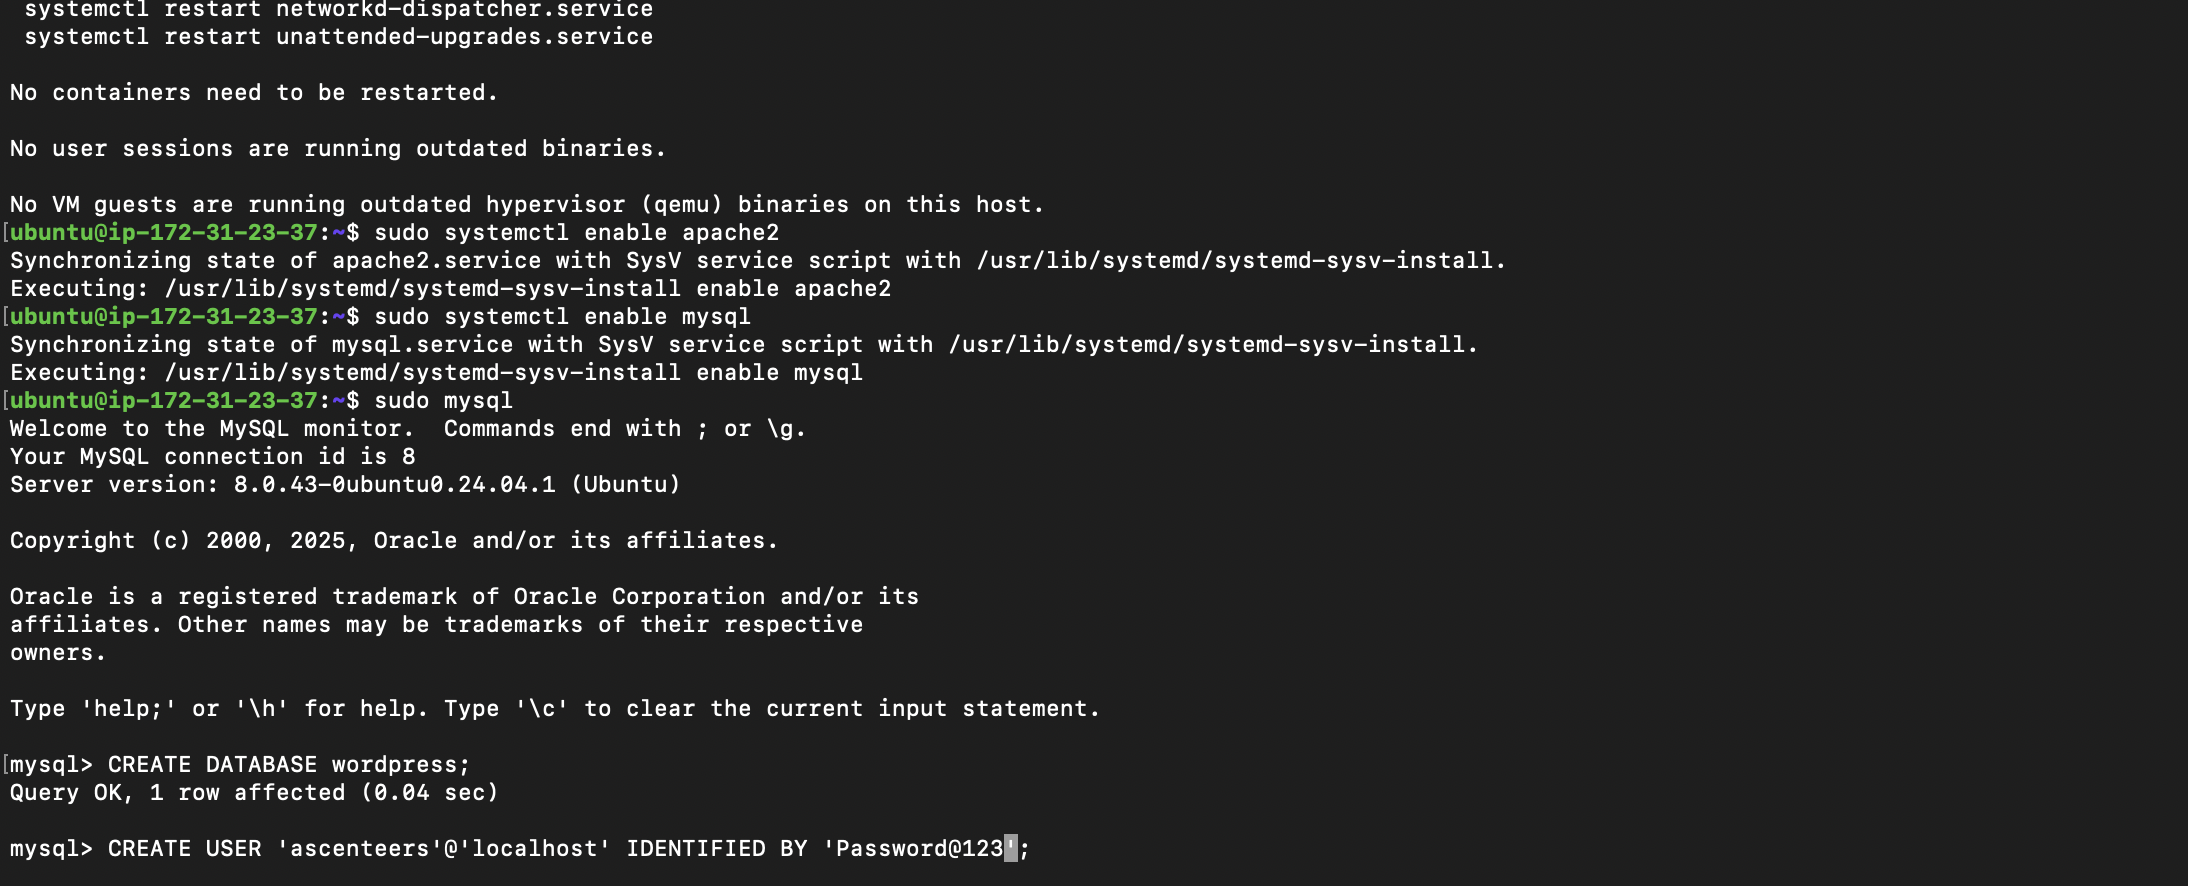 systemctl restart networkd-dispatcher.service
systemctl restart unattended-upgrades.service
No containers need to be restarted.
No user sessions are running outdated binaries.
No VM guests are running outdated hypervisor (qemu) binaries on this host.
[ubuntu@ip-172-31-23-37:~$ sudo systemctl enable apache2
Synchronizing state of apache2.service with SysV service script with /usr/lib/systemd/systemd-sysv-install.
Executing: /usr/lib/systemd/systemd-sysv-install enable apache2
[ubuntu@ip-172-31-23-37:~$ sudo systemctl enable mysql
Synchronizing state of mysql.service with SysV service script with /usr/lib/systemd/systemd-sysv-install.
Executing: /usr/lib/systemd/systemd-sysv-install enable mysql
[ubuntu@ip-172-31-23-37:~$ sudo mysql
Welcome to the MySQL monitor.  Commands end with ; or \g.
Your MySQL connection id is 8
Server version: 8.0.43-0ubuntu0.24.04.1 (Ubuntu)
Copyright (c) 2000, 2025, Oracle and/or its affiliates.
Oracle is a registered trademark of Oracle Corporation and/or its
affiliates. Other names may be trademarks of their respective
owners.
Type 'help;' or '\h' for help. Type '\c' to clear the current input statement.
[mysql> CREATE DATABASE wordpress;
Query OK, 1 row affected (0.04 sec)
mysql> CREATE USER 'ascenteers'@'localhost' IDENTIFIED BY 'Password@123';